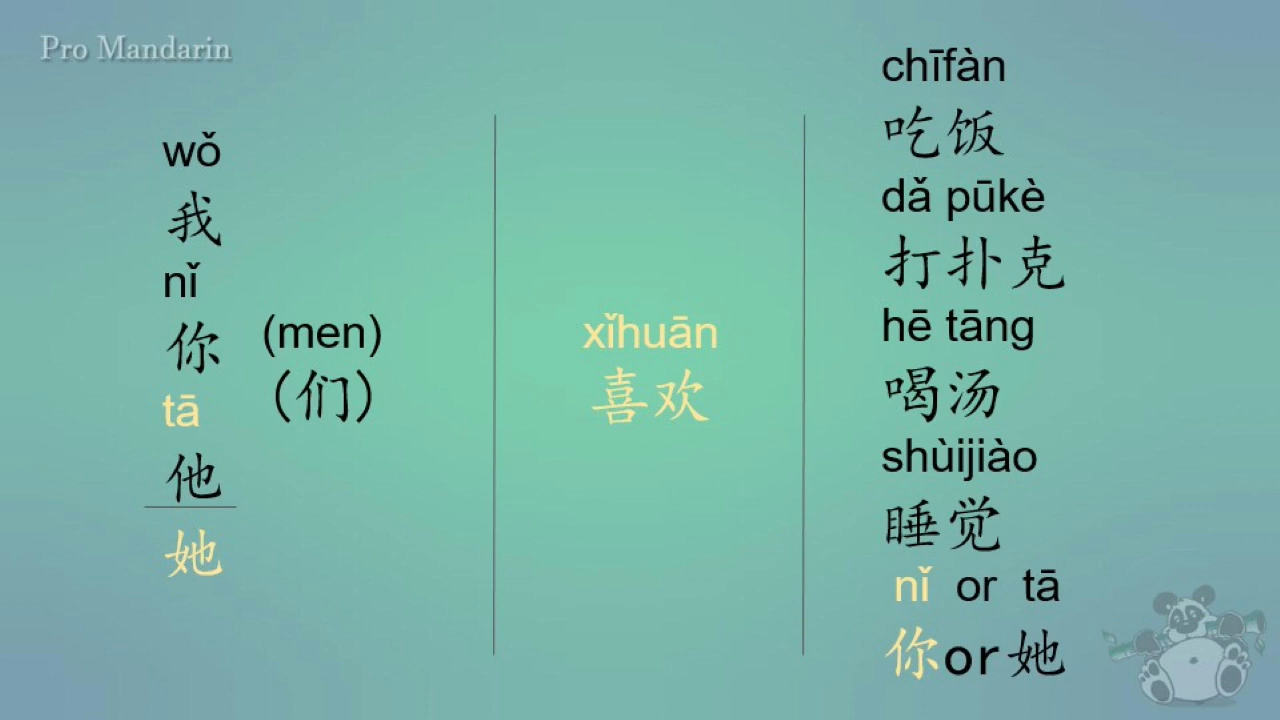 Pro Mandarin
wǒ
我
nǐ
你
tā
他
她
(men)
（们）
xǐhuān
喜欢
chīfàn
吃饭
dǎ pūkè
打扑克
hē tāng
喝汤
shùijiào
睡觉
nǐ or tā
你or她